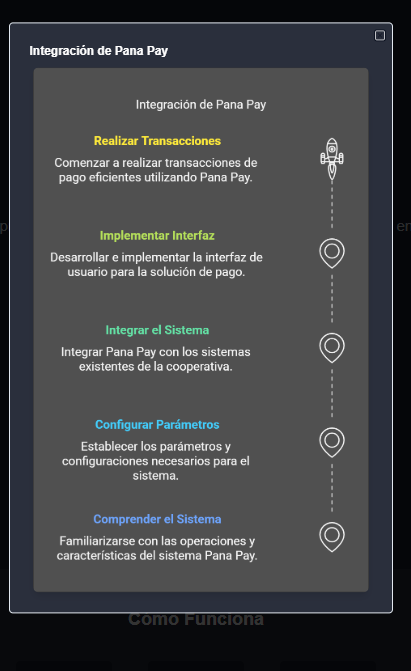 Integración de Pana Pay
Integración de Pana Pay
Realizar Transacciones
Comenzar a realizar transacciones de
pago eficientes utilizando Pana Pay.
Implementar Interfaz
Desarrollar e implementar la interfaz de
usuario para la solución de pago.
Integrar el Sistema
Integrar Pana Pay con los sistemas
existentes de la cooperativa.
Configurar Parámetros
Establecer los parámetros y
configuraciones necesarios para el
sistema.
Comprender el Sistema
Familiarizarse con las operaciones y
características del sistema Pana Pay.
Cómo Funciona